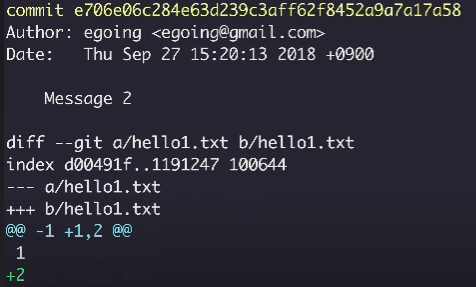 commit e706e06c284e63d239c3aff62f8452a9a7a17a58
Author: egoing <egoing@gmail.com>
Date:   Thu Sep 27 15:20:13 2018 +0900
    Message 2
diff --git a/hello1.txt b/hello1.txt
index d00491f..1191247 100644
--- a/hello1.txt
+++ b/hello1.txt
@@ -1 +1,2 @@
 1
+2